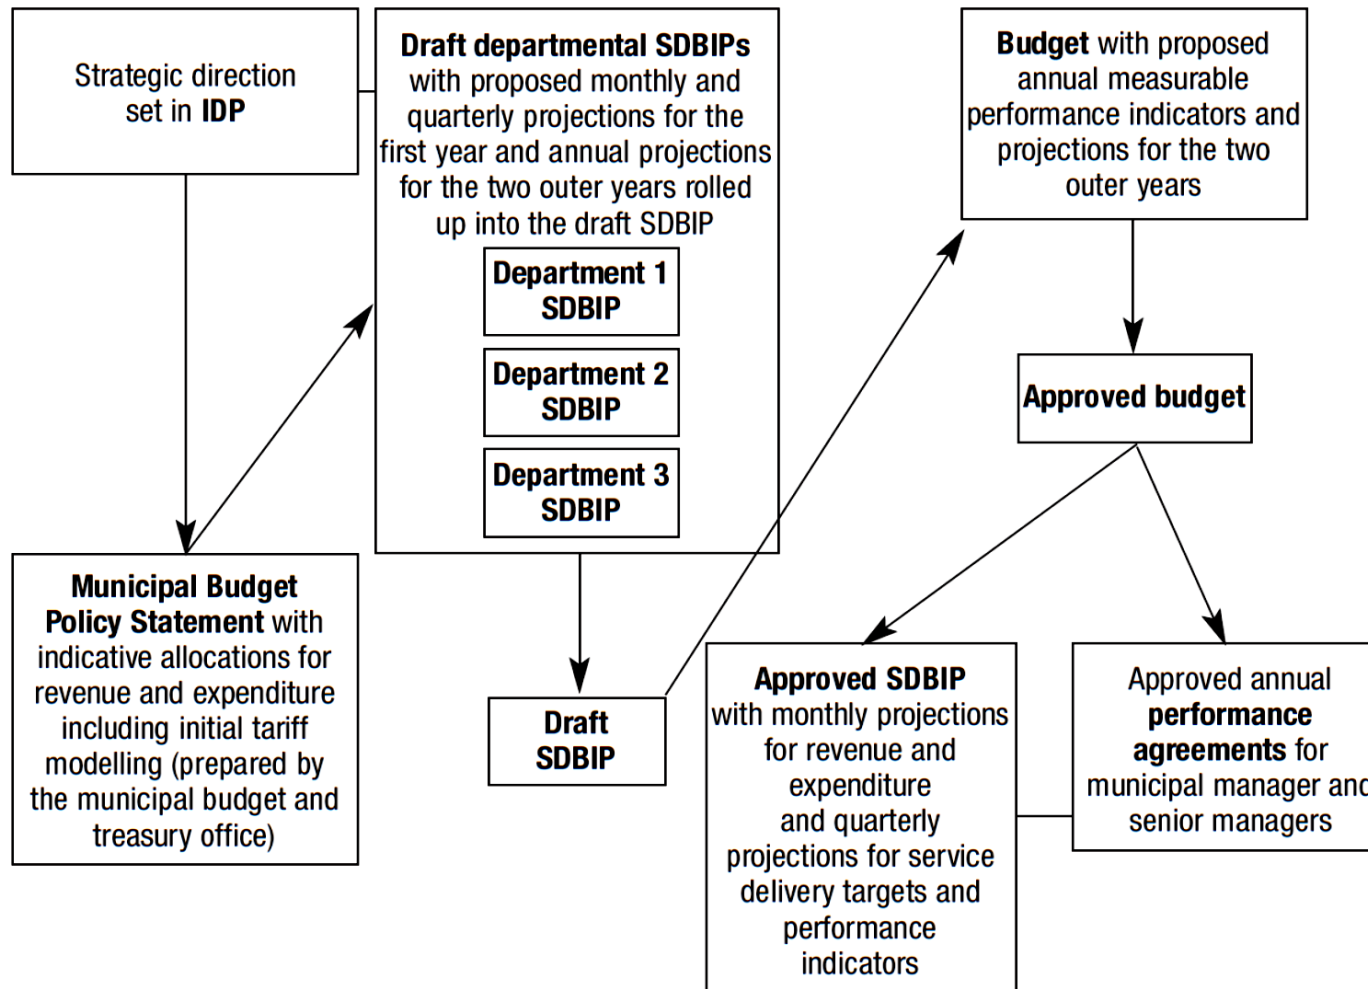 Strategic direction
set in IDP
Municipal Budget
Policy Statement with
indicative allocations for
revenue and expenditure
including initial tariff
modelling (prepared by
the municipal budget and
treasury office)
Draft departmental SDBIPs
with proposed monthly and
quarterly projections for the
first year and annual projections
for the two outer years rolled
up into the draft SDBIP
Department 1
SDBIP
Department 2
SDBIP
Department 3
SDBIP
Draft
SDBIP
Budget with proposed
annual measurable
performance indicators and
projections for the two
outer years
Approved budget
Approved SDBIP
with monthly projections
for revenue and
expenditure
and quarterly
projections for service
delivery targets and
performance
indicators
Approved annual
performance
agreements for
municipal manager and
senior managers